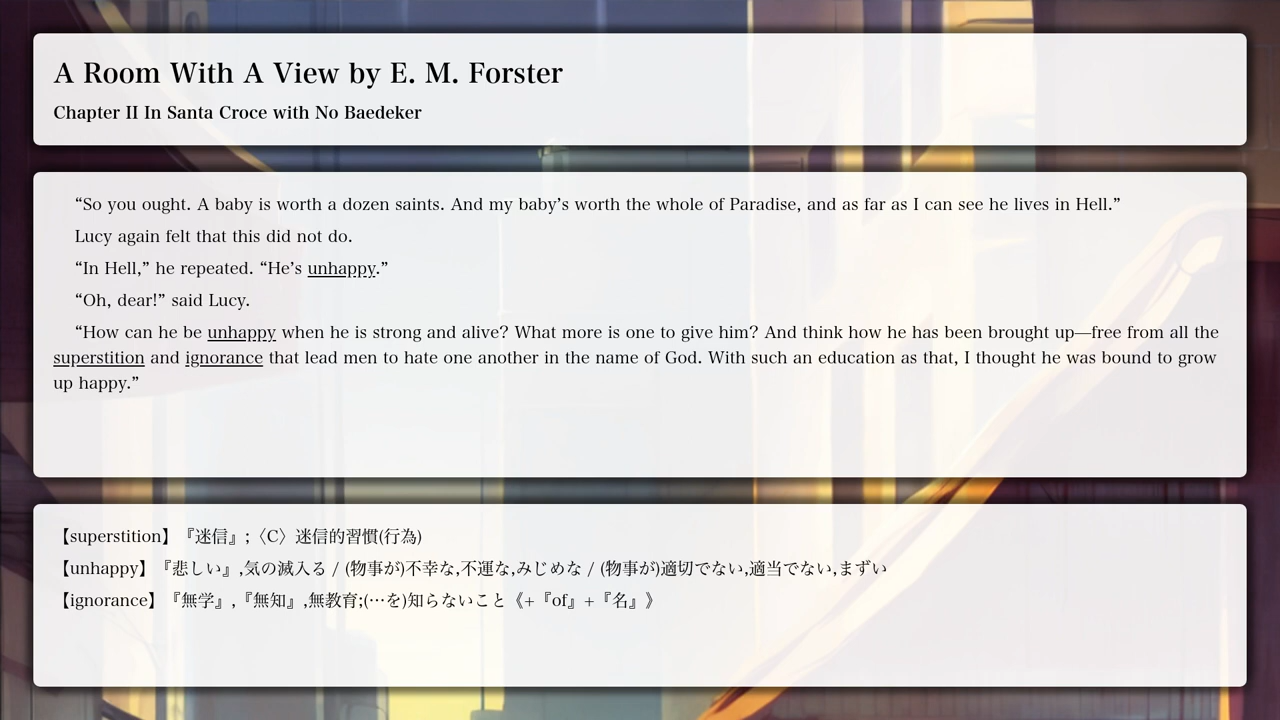 A Room With A View by E. M. Forster
Chapter II In Santa Croce with No Baedeker
“So you ought. A baby is worth a dozen saints. And my baby’s worth the whole of Paradise, and as far as I can see he lives in Hell.”
Lucy again felt that this did not do.
“In Hell,” he repeated. “He’s unhappy.”
“Oh, dear!” said Lucy.
“How can he be unhappy when he is strong and alive? What more is one to give him? And think how he has been brought up—free from all the
superstition and ignorance that lead men to hate one another in the name of God. With such an education as that, I thought he was bound to grow
up happy.”
【superstition】『迷信』;〈C〉迷信的習慣(行為)
【unhappy】『悲しい』,気の滅入る / (物事が)不幸な,不運な,みじめな / (物事が)適切でない,適当でない,まずい
【ignorance】『無学』,『無知』,無教育;(…を)知らないこと《+『of』+『名』》